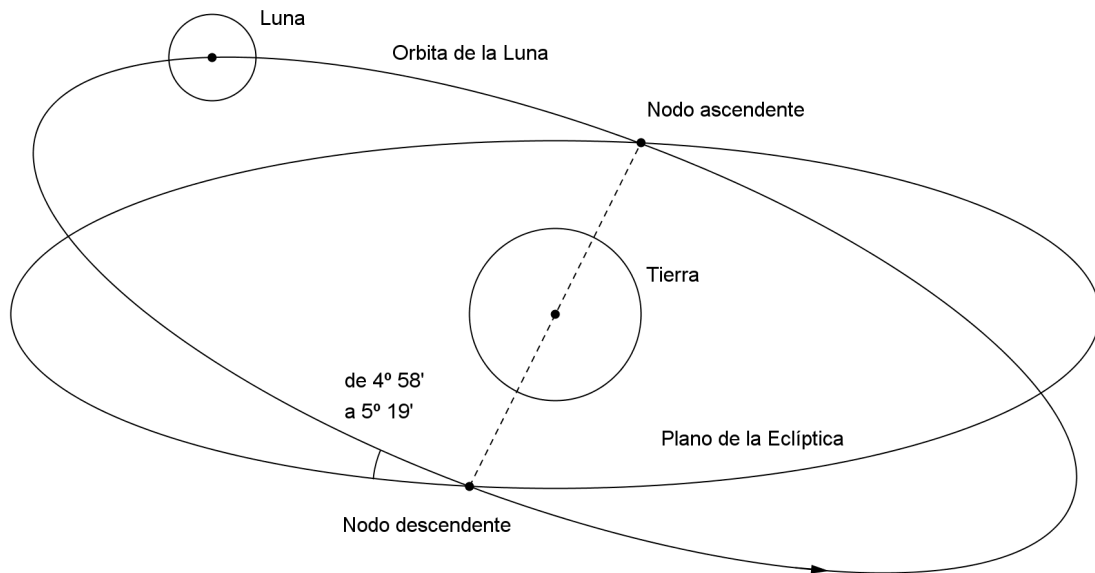 Luna
Orbita de la Luna
Nodo ascendente
Tierra
de 4º 58'
a 5º 19'
Plano de la Eclíptica
Nodo descendente